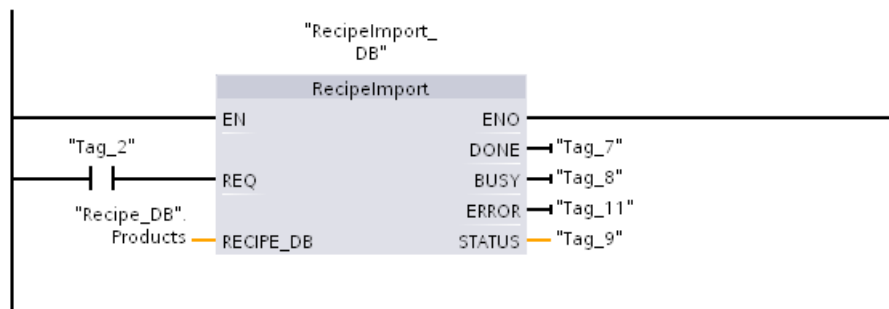 "RecipeImport_
DB"
RecipeImport
EN ENO
"Tag_2" DONE "Tag_7"
REQ BUSY "Tag_8"
"Recipe_DB". ERROR "Tag_11"
Products RECIPE_DB STATUS "Tag_9"